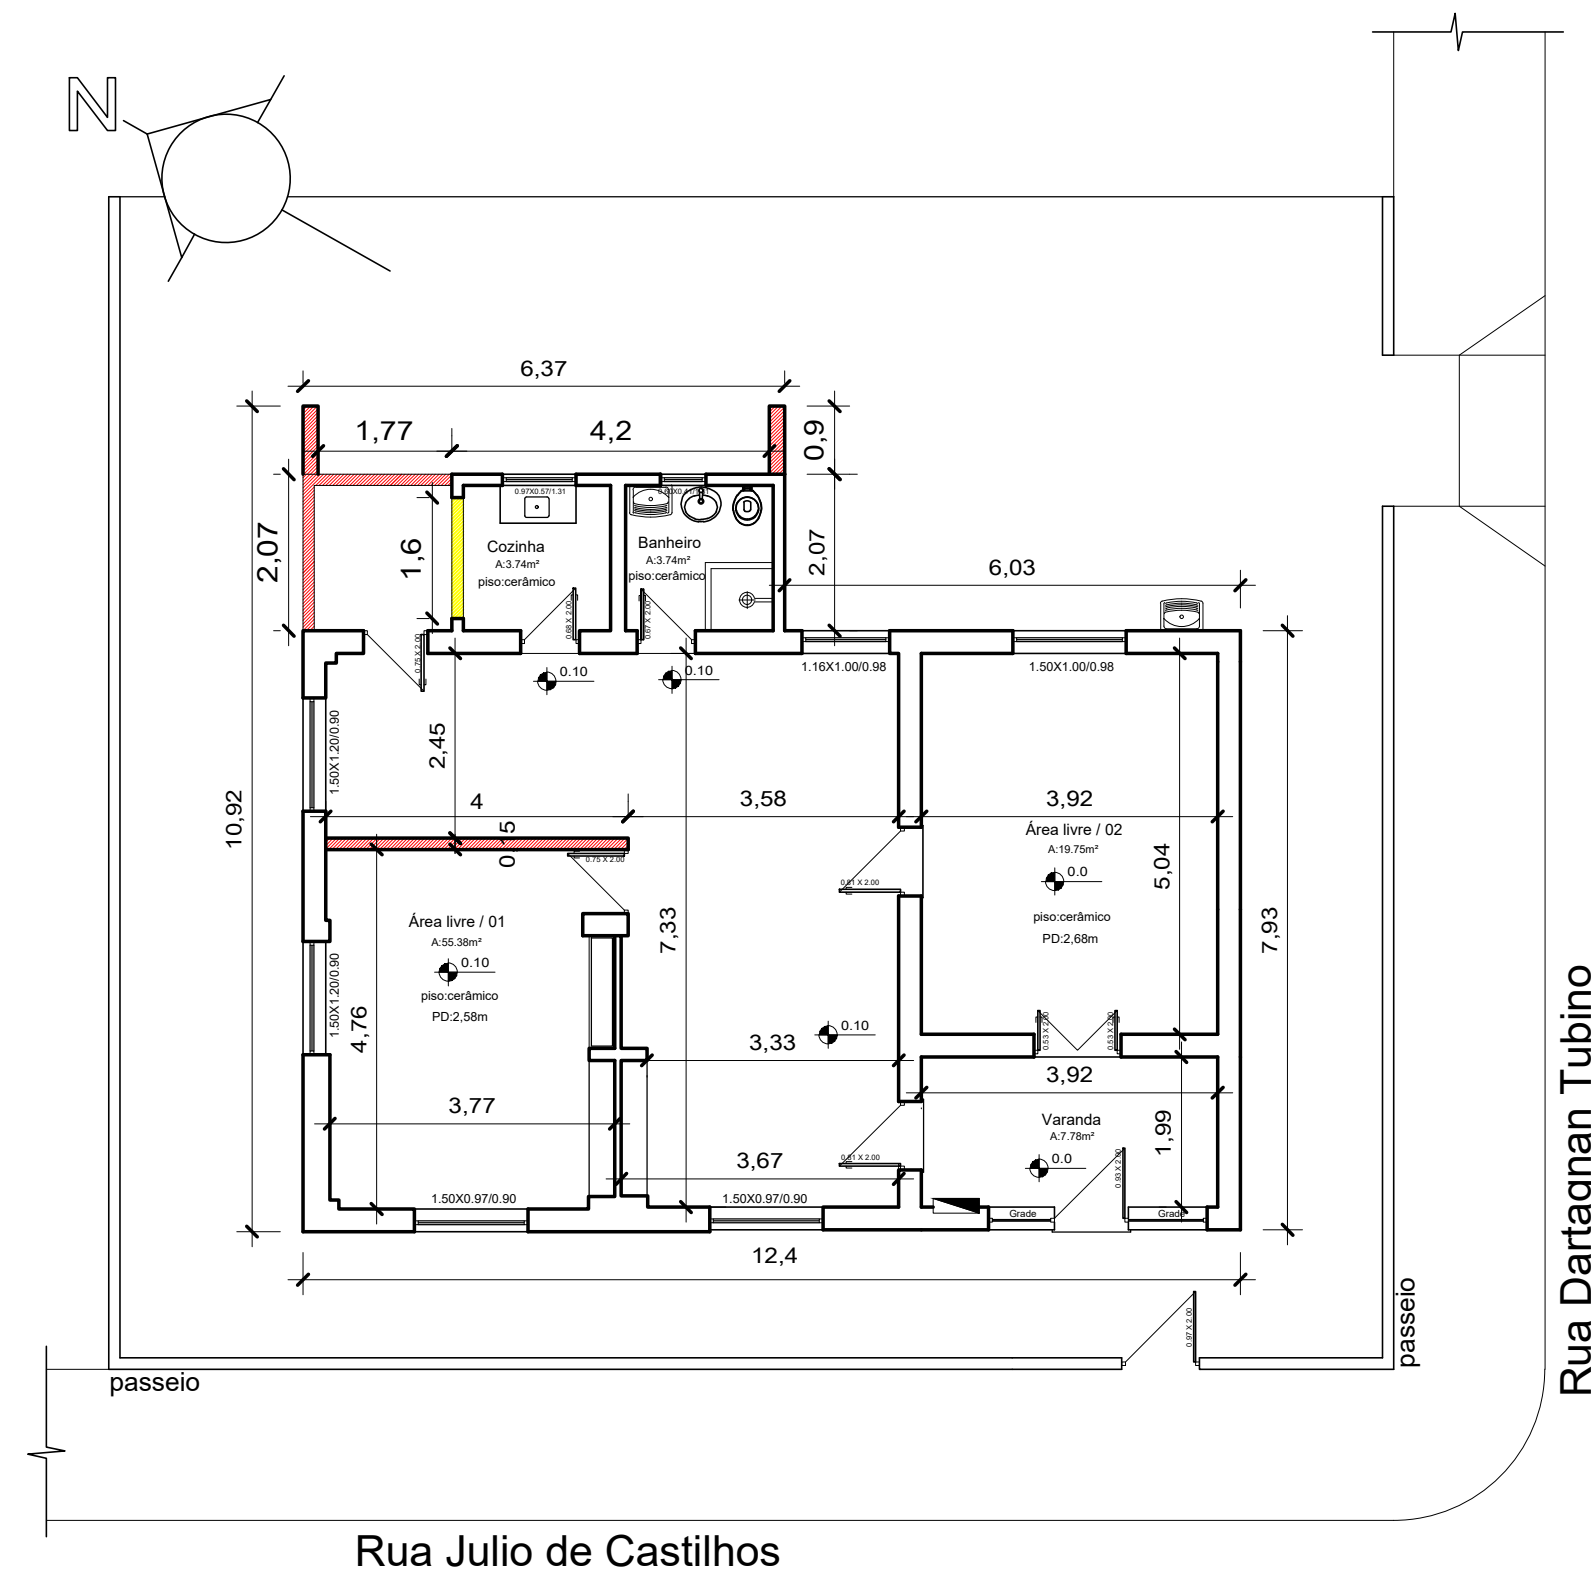 N
6,37
1,77
4,2
0,9
0.97X0.57/1.31
2,07
1,6
Cozinha
A:3.74m²
piso:cerâmico
Banheiro
A:3.74m²
piso:cerâmico
2,07
6,03
0.75 X 2.00
0.68 X 2.00
0.67 X 2.00
0.10
0.10
1.16X1.00/0.98
1.50X1.00/0.98
1.50X1.20/0.90
2,45
10,92
4
3,58
3,92
0,15
0.75 X 2.00
Área livre / 02
A:19.75m²
0.0
5,04
piso:cerâmico
PD:2,68m
0.81 X 2.00
Área livre / 01
A:55.38m²
0.10
piso:cerâmico
PD:2,58m
7,33
7,93
1.50X1.20/0.90
4,76
0.10
3,33
0.53 X 2.00
0.53 X 2.00
3,92
3,77
Varanda
A:7.78m²
0.0
1,99
0.81 X 2.00
3,67
0.93 X 2.00
1.50X0.97/0.90
1.50X0.97/0.90
Grade
Grade
12,4
0.97 X 2.00
passeio
passeio
Rua Dartagnan Tubino
Rua Julio de Castilhos